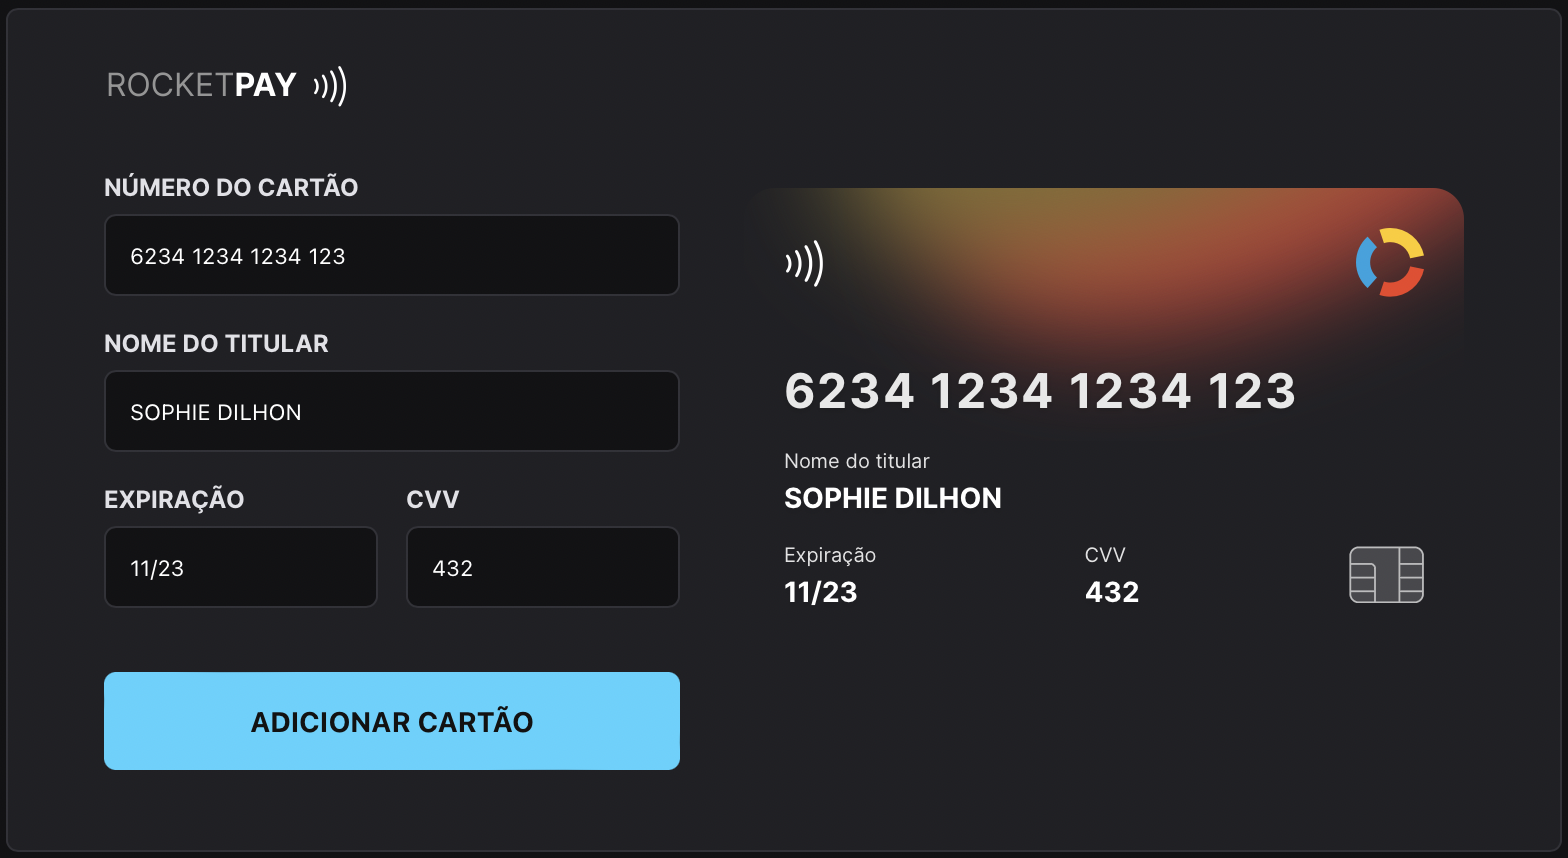 ROCKETPAY
NÚMERO DO CARTÃO
6234 1234 1234 123
NOME DO TITULAR
SOPHIE DILHON
EXPIRAÇÃO CVV
11/23 432
ADICIONAR CARTÃO
6234 1234 1234 123
Nome do titular
SOPHIE DILHON
Expiração CVV
11/23 432